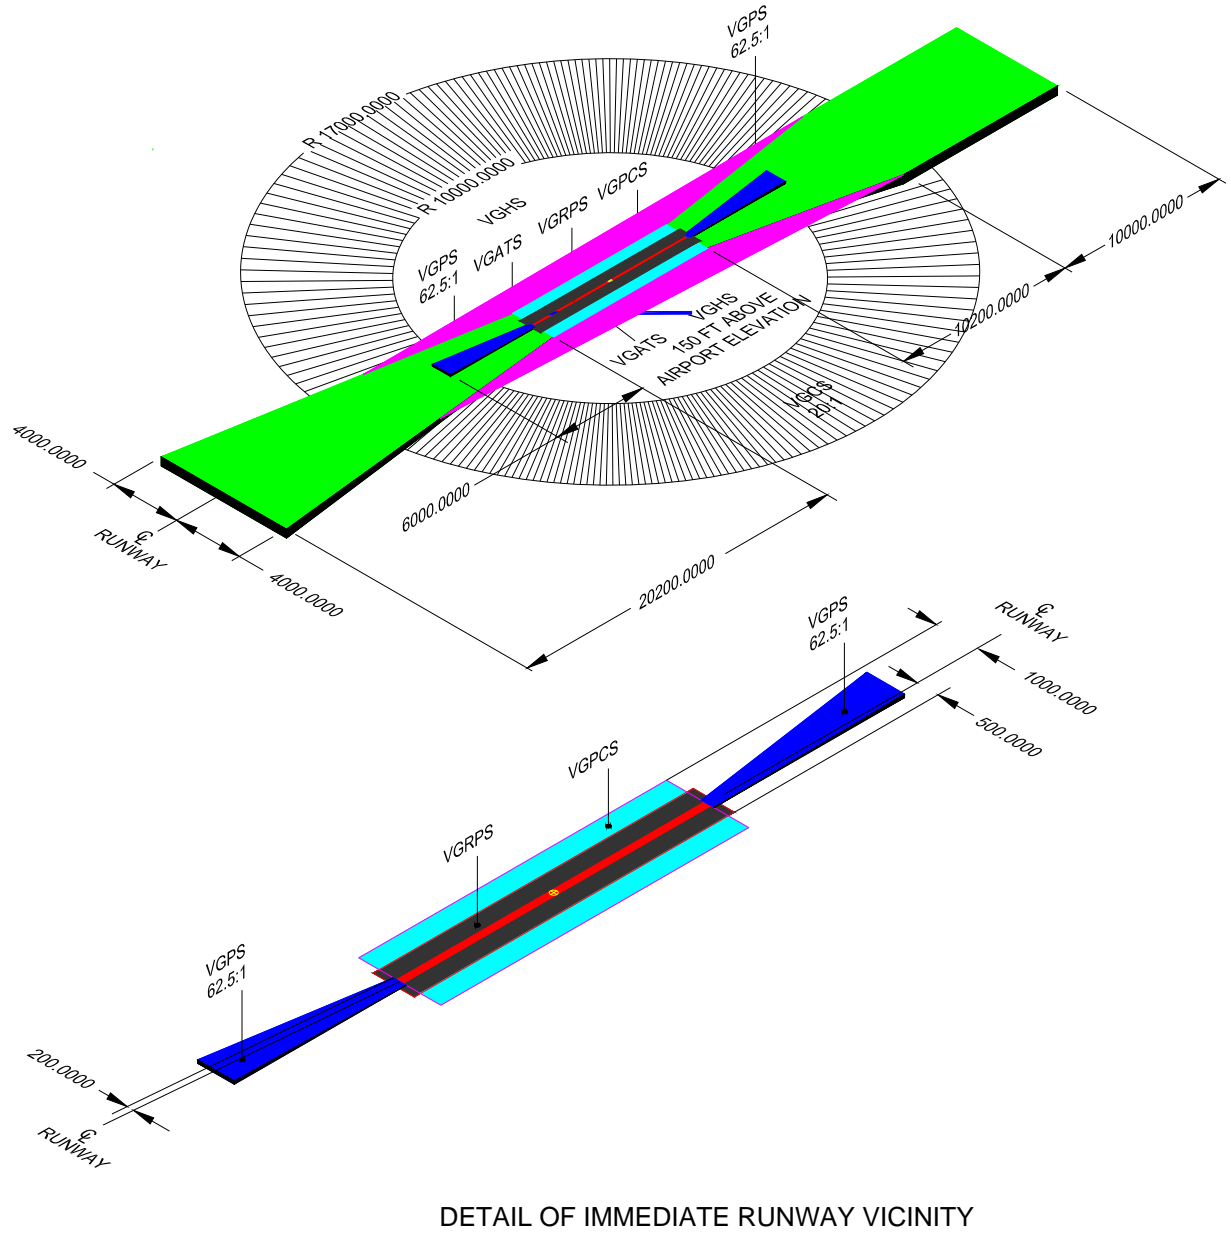 VGPS
62.5:1
R 17000.0000
R 10000.0000
VGHS
VGPCS
VGRPS
VGATS
VGPS
62.5:1
10000.0000
10200.0000
VGHS
150 FT ABOVE
AIRPORT ELEVATION
VGATS
VGCS
20:1
4000.0000
℄
RUNWAY
4000.0000
6000.0000
20200.0000
VGPS
62.5:1
℄
RUNWAY
1000.0000
500.0000
VGPCS
VGRPS
VGPS
62.5:1
200.0000
℄
RUNWAY
DETAIL OF IMMEDIATE RUNWAY VICINITY